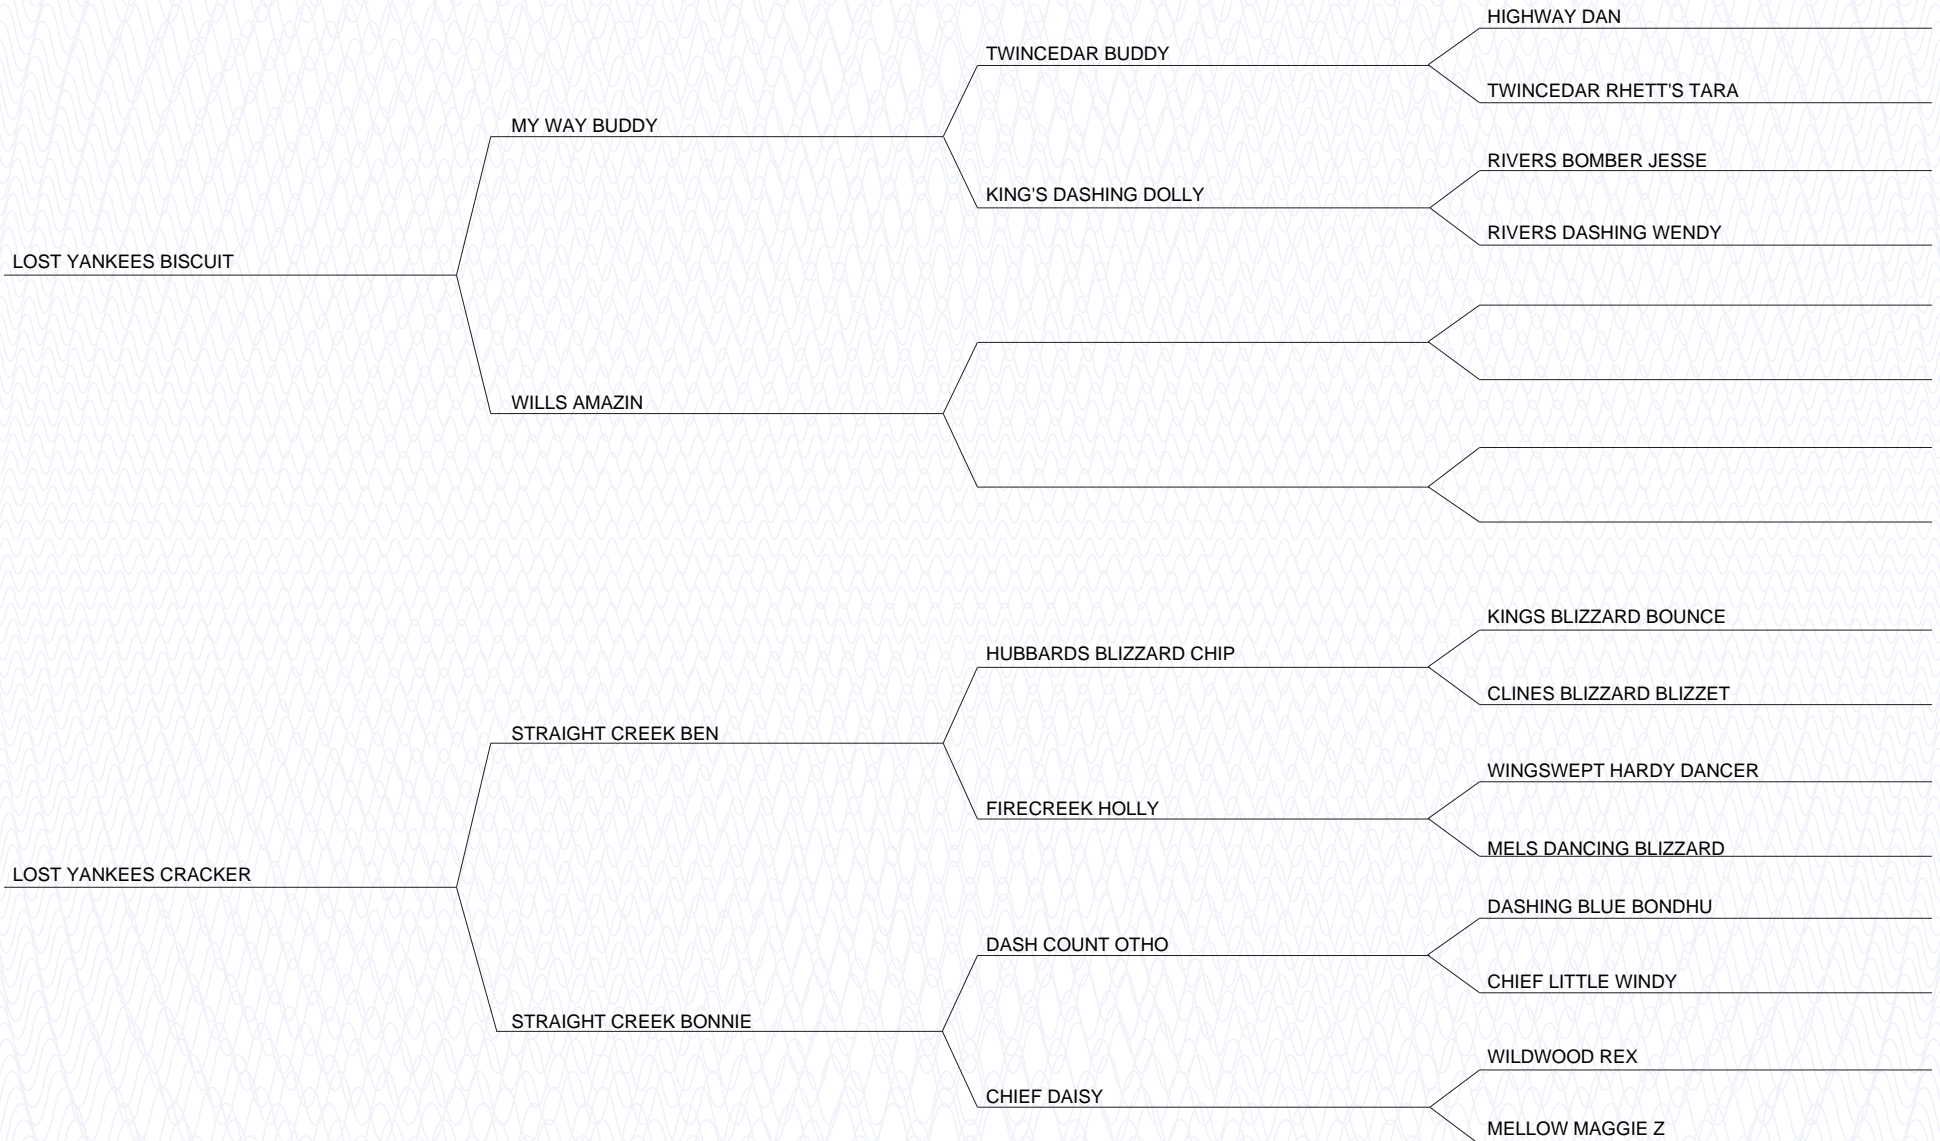 HIGHWAY DAN
TWINCEDAR BUDDY
TWINCEDAR RHETT'S TARA
MY WAY BUDDY
RIVERS BOMBER JESSE
KING'S DASHING DOLLY
RIVERS DASHING WENDY
LOST YANKEES BISCUIT
WILLS AMAZIN
KINGS BLIZZARD BOUNCE
HUBBARDS BLIZZARD CHIP
CLINES BLIZZARD BLIZZET
STRAIGHT CREEK BEN
WINGSWEPT HARDY DANCER
FIRECREEK HOLLY
MELS DANCING BLIZZARD
LOST YANKEES CRACKER
DASHING BLUE BONDHU
DASH COUNT OTHO
CHIEF LITTLE WINDY
STRAIGHT CREEK BONNIE
WILDWOOD REX
CHIEF DAISY
MELLOW MAGGIE Z